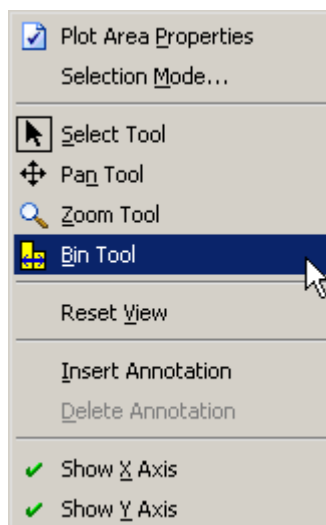 Plot Area Properties
Selection Mode...
Select Tool
Pan Tool
Zoom Tool
Bin Tool
Reset View
Insert Annotation
Delete Annotation
Show X Axis
Show Y Axis